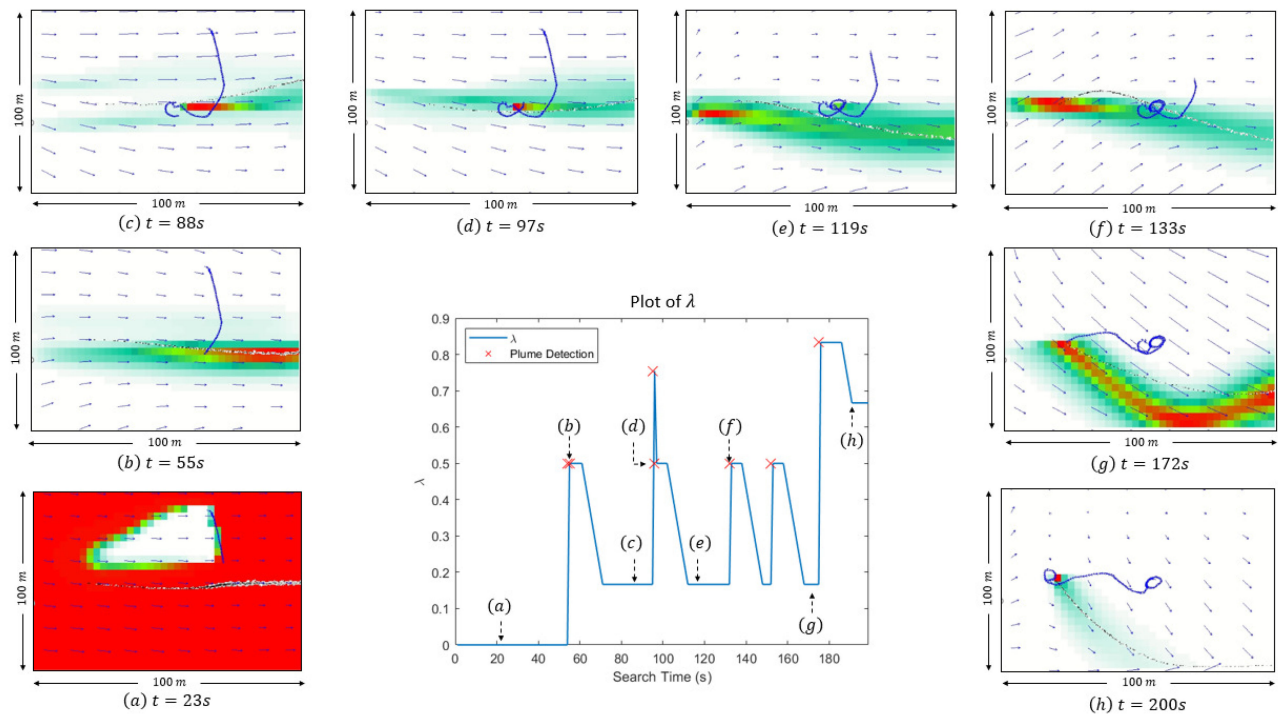 100 m
100 m
(c) t = 88s
100 m
100 m
(d) t = 97s
100 m
100 m
(e) t = 119s
100 m
100 m
(f) t = 133s
100 m
100 m
(b) t = 55s
100 m
100 m
(a) t = 23s
Plot of λ
λ
Plume Detection
0.9
0.8
0.7
0.6
0.5
0.4
0.3
0.2
0.1
0
λ
(a)
(b)
(c)
(d)
(e)
(f)
(g)
(h)
0 20 40 60 80 100 120 140 160 180
Search Time (s)
100 m
100 m
(g) t = 172s
100 m
100 m
(h) t = 200s